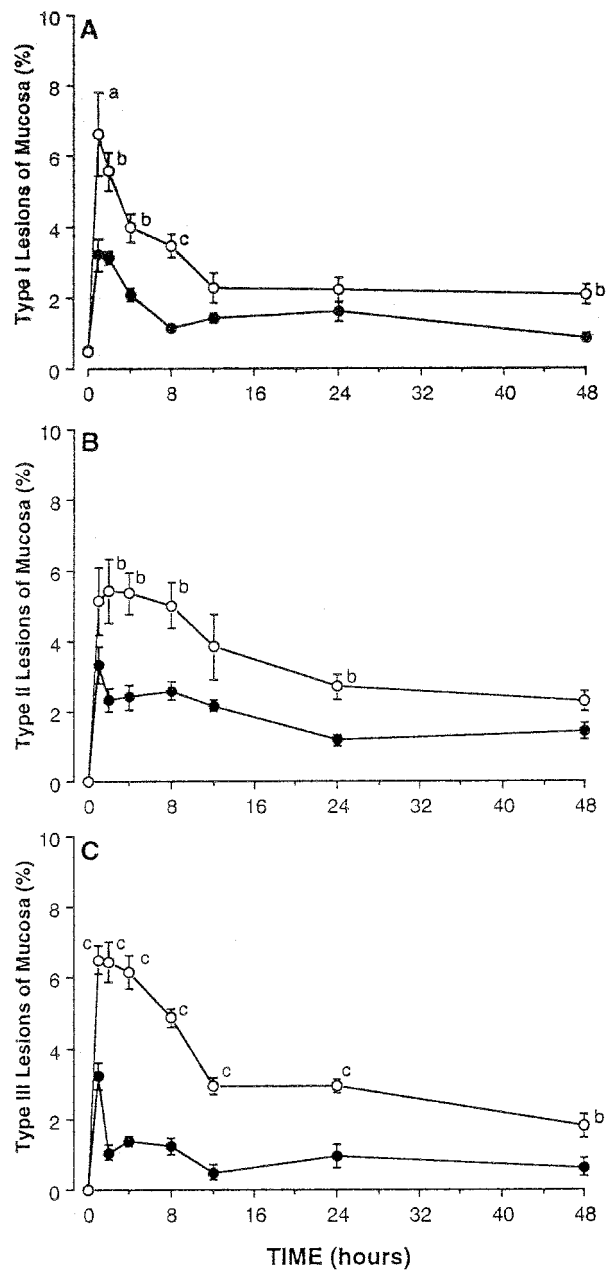 A
Type I Lesions of Mucosa (%)
10
8
6
4
2
0
a
b
b
c
b
0 8 16 24 32 40 48
B
Type II Lesions of Mucosa (%)
10
8
6
4
2
0
b
b
b
b
0 8 16 24 32 40 48
C
Type III Lesions of Mucosa (%)
10
8
6
4
2
0
c c
c
c
c
c
b
0 8 16 24 32 40 48
TIME (hours)